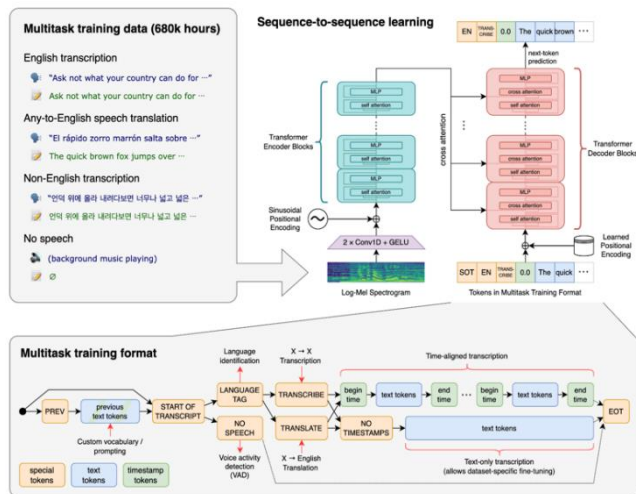 Multitask training data (680k hours)
English transcription
"Ask not what your country can do for ⋯"
Ask not what your country can do for ⋯
Any-to-English speech translation
"El rápido zorro marrón salta sobre ⋯"
The quick brown fox jumps over ⋯
Non-English transcription
"언덕 위에 올라 내려다보면 너무나 넓고 넓은 ⋯"
언덕 위에 올라 내려다보면 너무나 넓고 넓은 ⋯
No speech
(background music playing)
∅
Sequence-to-sequence learning
EN TRANS-CRIBE 0.0 The quick brown ⋯
next-token
prediction
MLP
self attention
MLP
self attention
MLP
self attention
Transformer
Encoder Blocks
cross attention
MLP
cross attention
self attention
MLP
cross attention
self attention
MLP
cross attention
self attention
Transformer
Decoder Blocks
Sinusoidal
Positional
Encoding
2 × Conv1D + GELU
Log-Mel Spectrogram
Learned
Positional
Encoding
SOT EN TRANS-CRIBE 0.0 The quick ⋯
Tokens in Multitask Training Format
Multitask training format
Language
identification
X → X
Transcription
Time-aligned transcription
PREV
previous
text tokens
Custom vocabulary /
prompting
START OF
TRANSCRIPT
LANGUAGE
TAG
NO
SPEECH
Voice activity
detection (VAD)
TRANSCRIBE
TRANSLATE
X → English
Translation
begin
time
text tokens
end
time
⋯
begin
time
text tokens
end
time
NO
TIMESTAMPS
text tokens
Text-only transcription
(allows dataset-specific fine-tuning)
EOT
special
tokens
text
tokens
timestamp
tokens